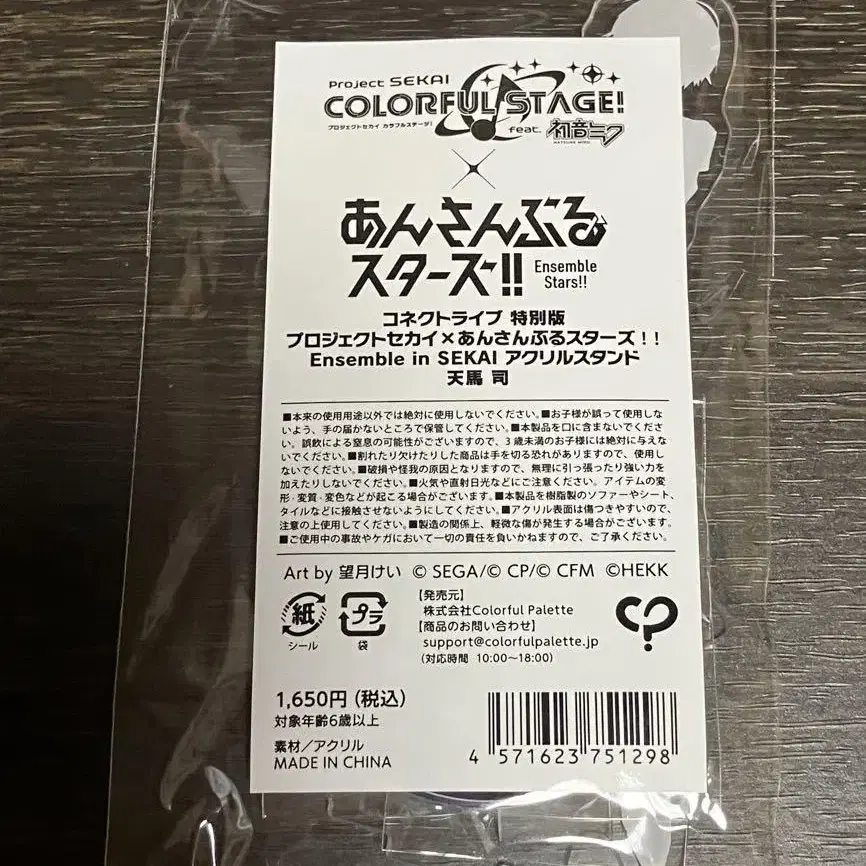 Project SEKAI
COLORFUL STAGE!
プロジェクトセカイ カラフルステージ!
feat. 初音ミク
HATSUNE MIKU
×
あんさんぶる
スターズ!! Ensemble
Stars!!
コネクトライブ 特別版
プロジェクトセカイ×あんさんぶるスターズ！！
Ensemble in SEKAI アクリルスタンド
天馬 司
■本来の使用用途以外では絶対に使用しないでください。■お子様が誤って使用しな
いよう、手の届かないところで保管してください。■本製品を口に含まないでくださ
い。誤飲による窒息の可能性がございますので、3歳未満のお子様には絶対に与えな
いでください。■割れたり欠けたりした商品は手を切る恐れがありますので、使用し
ないでください。■破損や怪我の原因となりますので、無理に引っ張ったり強い力を
加えたりしないでください。■火気や直射日光などにご注意ください。アイテムの変
形・変質・変色などが起こる場合がございます。■本製品を樹脂製のソファーやシート、
タイルなどに接触させないようにしてください。■アクリル表面は傷つきやすいので、
注意の上使用してください。■製造の関係上、軽微な傷が発生する場合がございます。
■ご使用中の事故やケガにおいて一切の責任を負いかねますので、ご了承ください。
Art by 望月けい © SEGA/© CP/© CFM ©HEKK
紙
シール
プラ
袋
【発売元】
株式会社Colorful Palette
【商品のお問い合わせ】
support@colorfulpalette.jp
(対応時間 10:00～18:00)
1,650円（税込）
対象年齢6歳以上
素材／アクリル
MADE IN CHINA
4 571623 751298